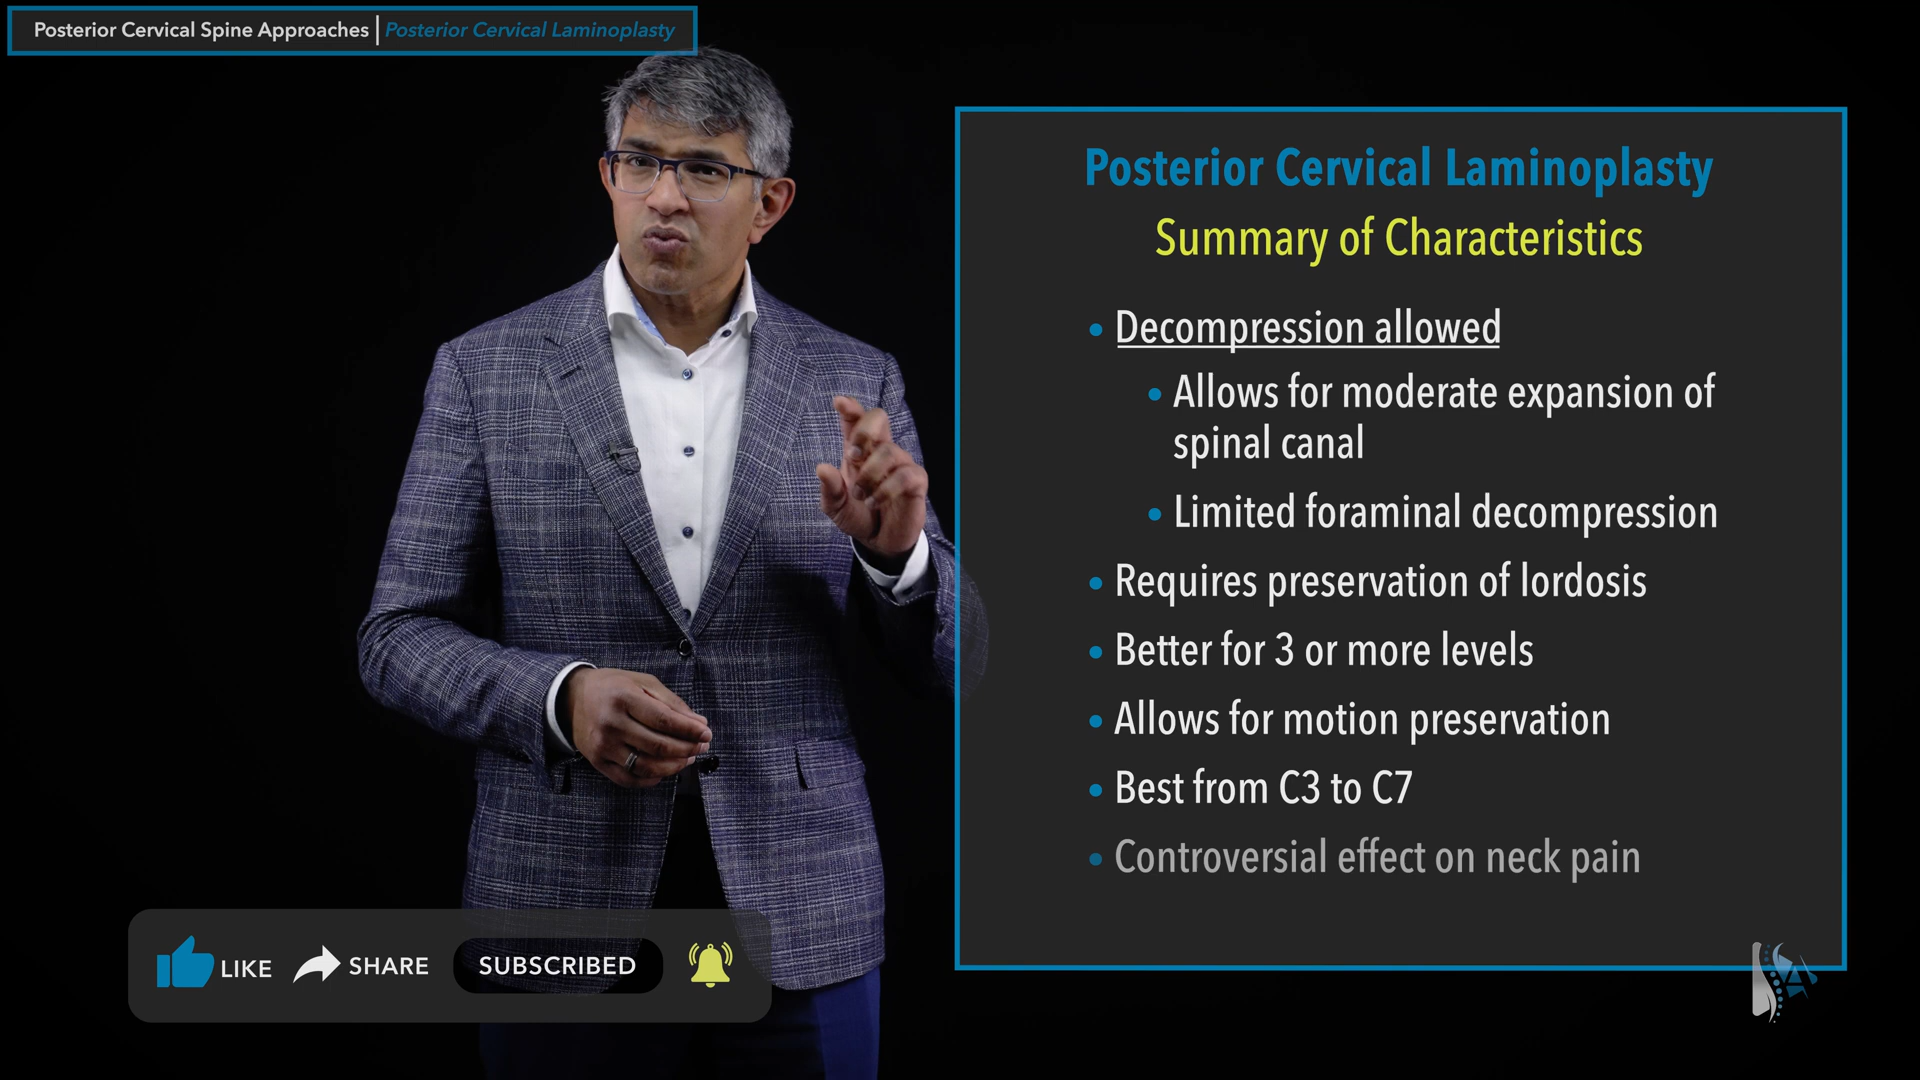 Posterior Cervical Spine Approaches | Posterior Cervical Laminoplasty
Posterior Cervical Laminoplasty
Summary of Characteristics
• Decompression allowed
• Allows for moderate expansion of
spinal canal
• Limited foraminal decompression
• Requires preservation of lordosis
• Better for 3 or more levels
• Allows for motion preservation
• Best from C3 to C7
• Controversial effect on neck pain
LIKE SHARE SUBSCRIBED